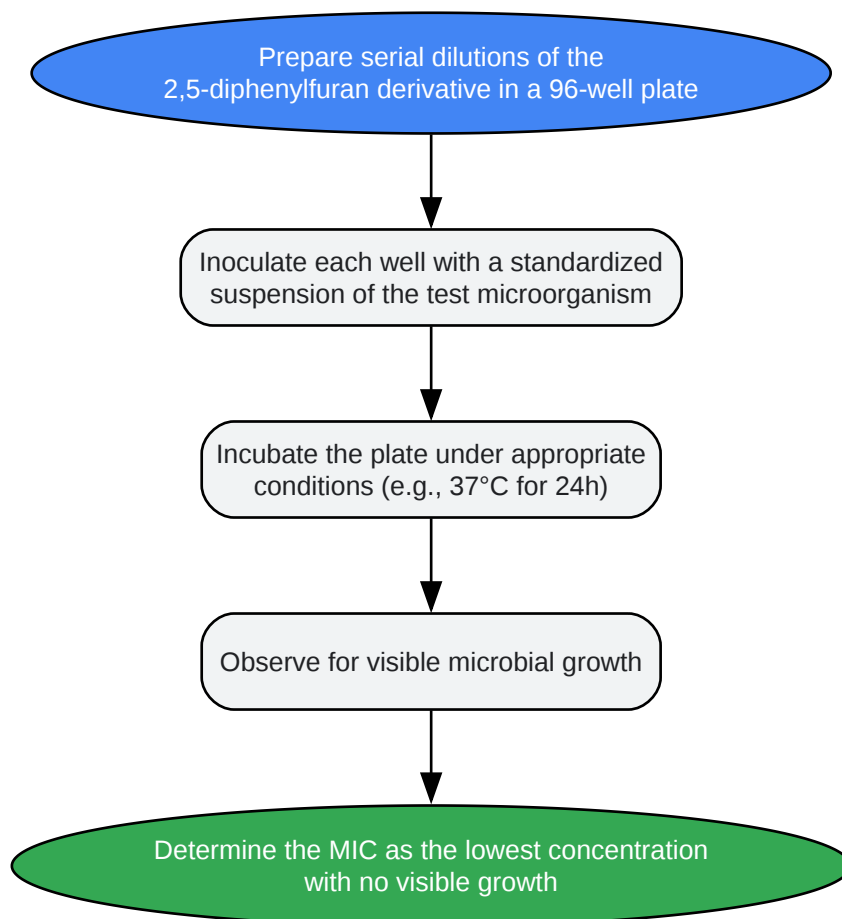 Prepare serial dilutions of the
2,5-diphenylfuran derivative in a 96-well plate
Inoculate each well with a standardized
suspension of the test microorganism
Incubate the plate under appropriate
conditions (e.g., 37°C for 24h)
Observe for visible microbial growth
Determine the MIC as the lowest concentration
with no visible growth